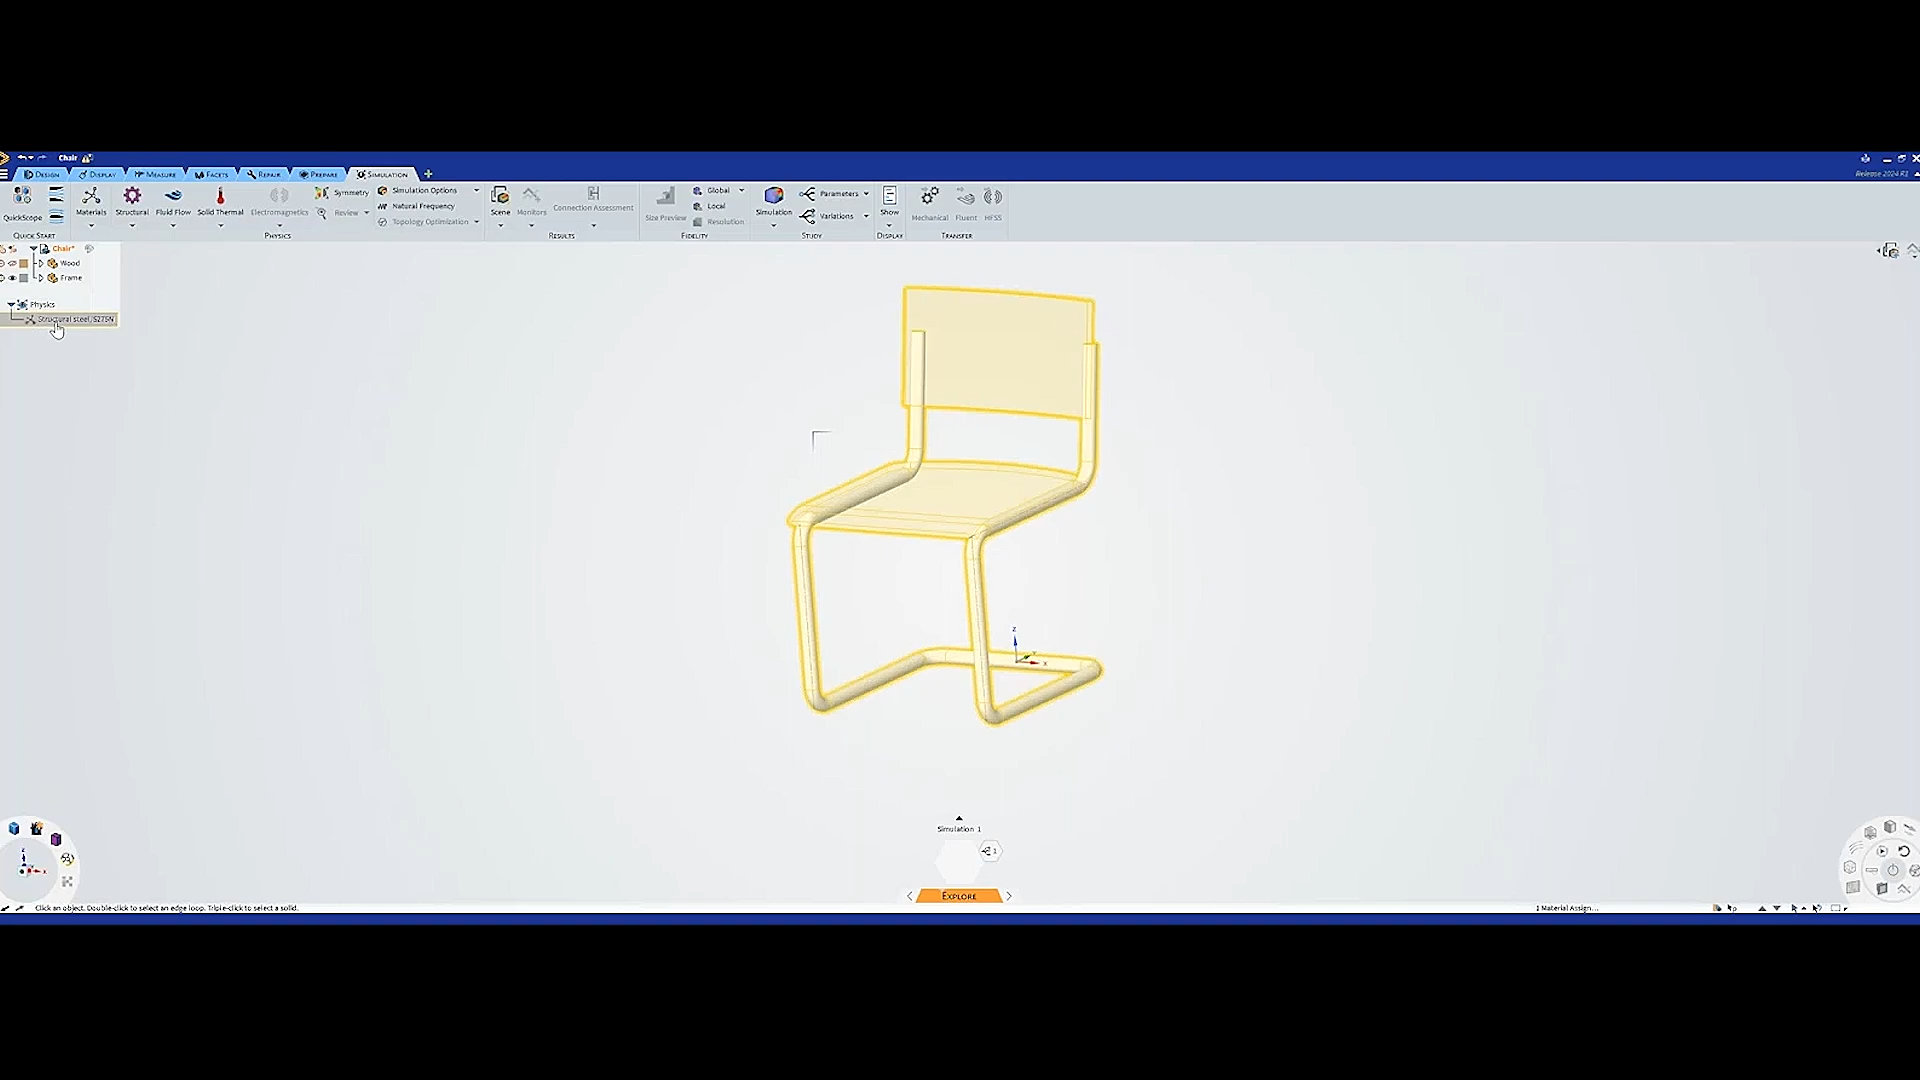 Chair
Release 2024 R1
DESIGN DISPLAY MEASURE FACETS REPAIR PREPARE SIMULATION
QuickScope
QUICK START
Materials
Structural
Fluid Flow
Solid Thermal
Electromagnetics
Symmetry
Review
Simulation Options
Natural Frequency
Topology Optimization
PHYSICS
Scene
Monitors
Connection Assessment
RESULTS
Size Preview
Global
Local
Resolution
FIDELITY
Simulation
Parameters
Variations
STUDY
Show
DISPLAY
Mechanical
Fluent
HFSS
TRANSFER
Chair*
Wood
Frame
Physics
Structural steel, S275N
Z
Y
X
Simulation 1
1
EXPLORE
Z
X
Click an object. Double-click to select an edge loop. Triple-click to select a solid.
1 Material Assign...